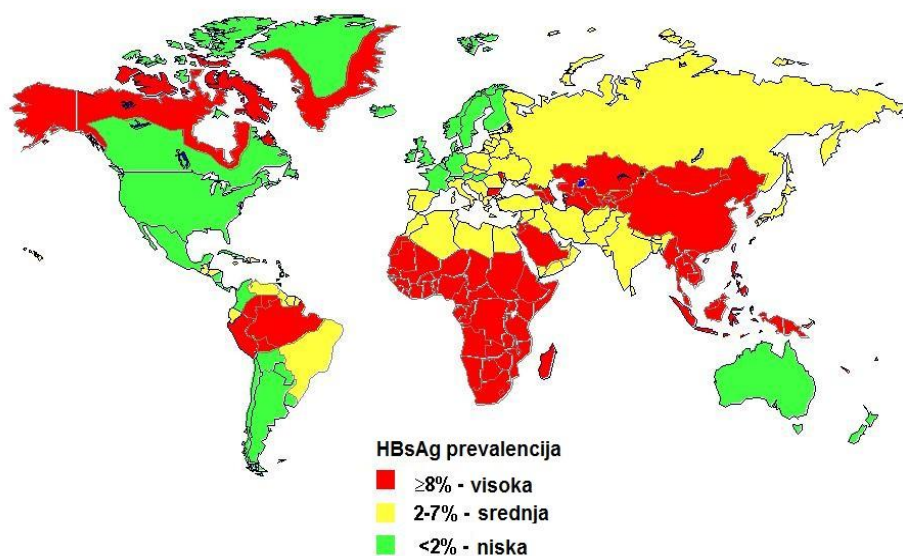 HBsAg prevalencija
≥8% - visoka
2-7% - srednja
<2% - niska